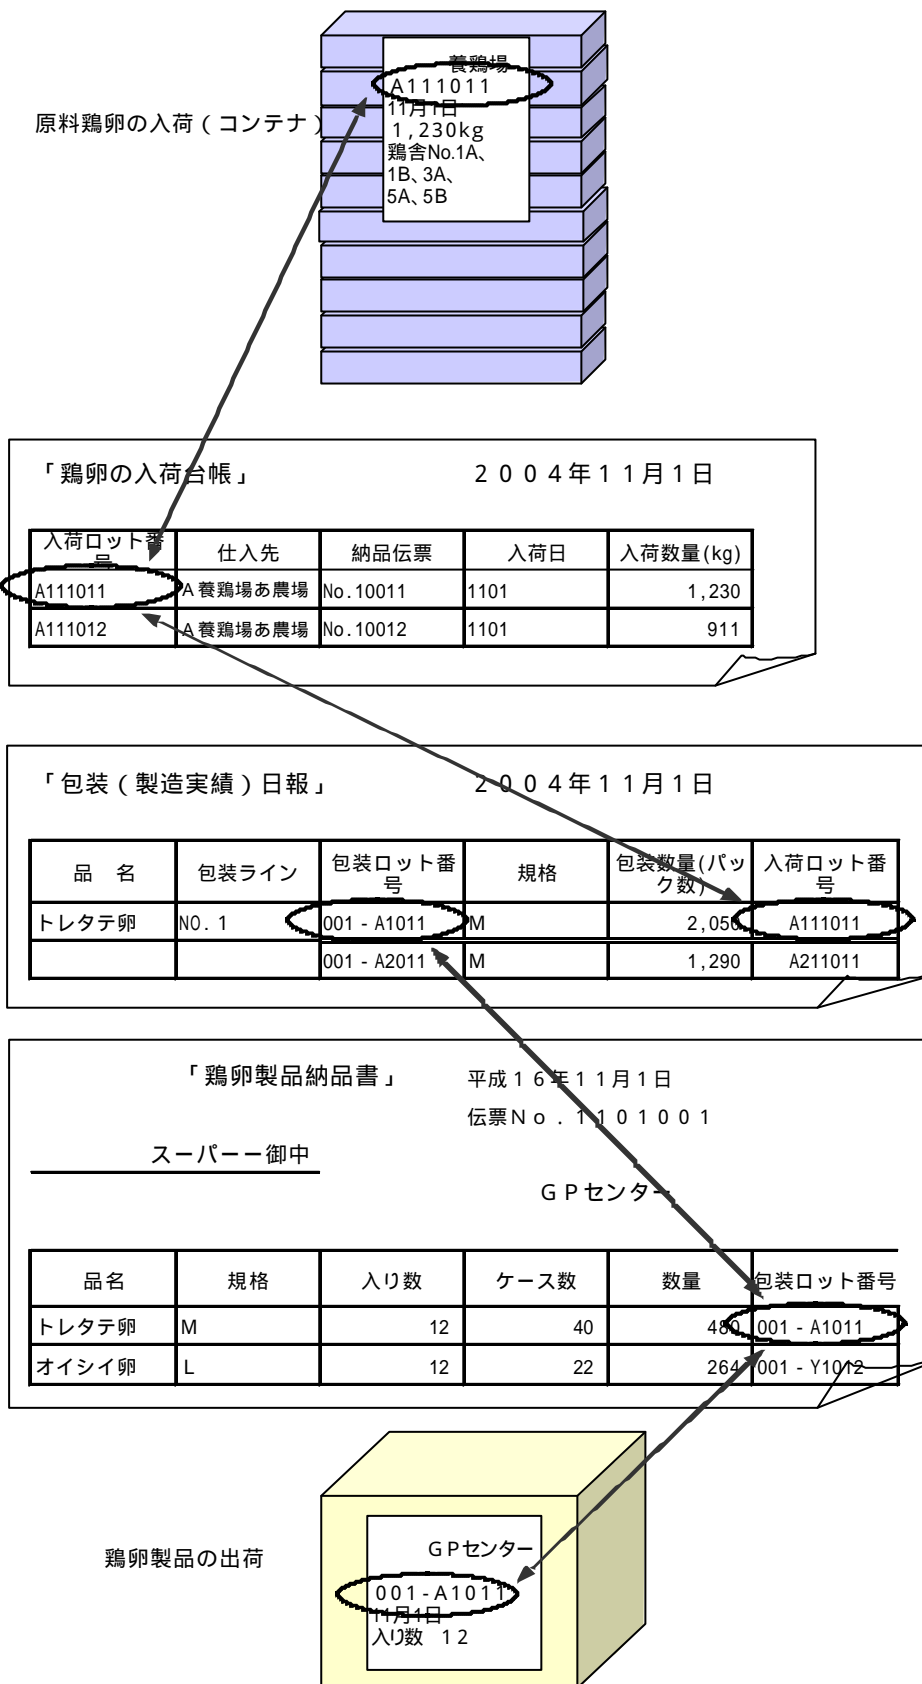 養鶏場
A111011
11月1日
1,230kg
鶏舎No.1A、
1B、3A、
5A、5B
原料鶏卵の入荷(コンテナ)
「鶏卵の入荷台帳」 2004年11月1日
入荷ロット番号 仕入先 納品伝票 入荷日 入荷数量(kg)
A111011 A養鶏場あ農場 No.10011 1101 1,230
A111012 A養鶏場あ農場 No.10012 1101 911
「包装(製造実績)日報」 2004年11月1日
品 名 包装ライン 包装ロット番号 規格 包装数量(パック数) 入荷ロット番号
トレタテ卵 NO.1 001-A1011 M 2,050 A111011
001-A2011 M 1,290 A211011
「鶏卵製品納品書」 平成16年11月1日
伝票No.1101001
スーパーー御中
GPセンター
品名 規格 入り数 ケース数 数量 包装ロット番号
トレタテ卵 M 12 40 480 001-A1011
オイシイ卵 L 12 22 264 001-Y1012
鶏卵製品の出荷
GPセンター
001-A1011
11月1日
入り数 12